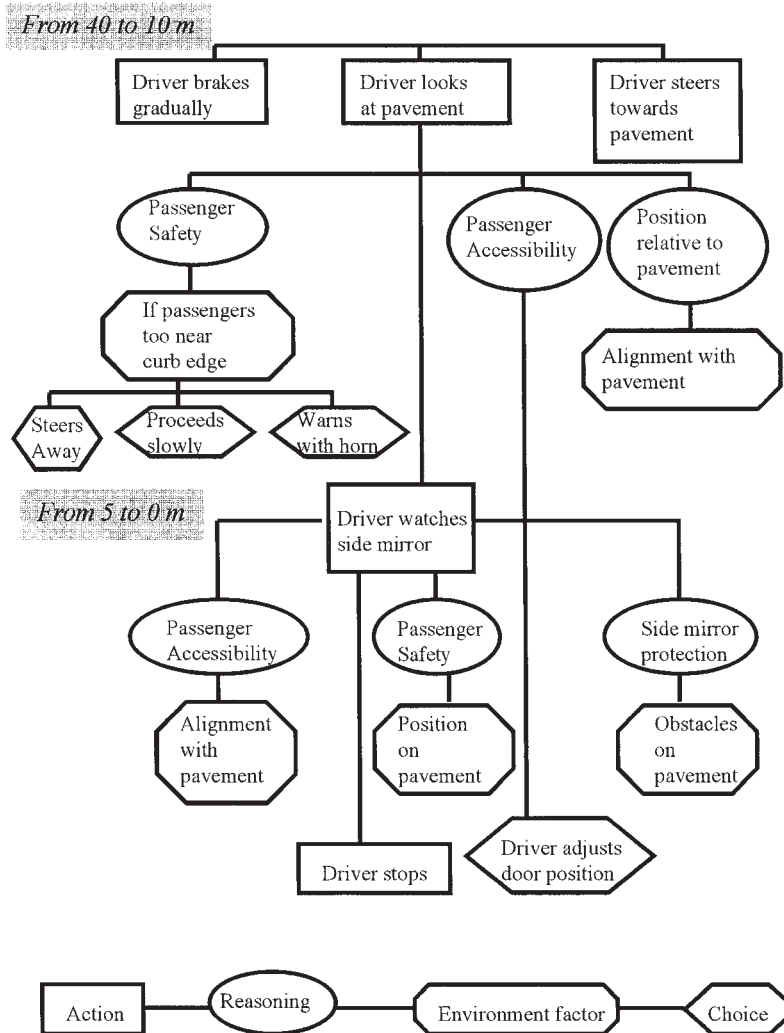 From 40 to 10 m
Driver brakes
gradually
Driver looks
at pavement
Driver steers
towards
pavement
Passenger
Safety
Passenger
Accessibility
Position
relative to
pavement
If passengers
too near
curb edge
Alignment with
pavement
Steers
Away
Proceeds
slowly
Warns
with horn
From 5 to 0 m
Driver watches
side mirror
Passenger
Accessibility
Passenger
Safety
Side mirror
protection
Alignment
with
pavement
Position
on
pavement
Obstacles
on
pavement
Driver stops
Driver adjusts
door position
Action
Reasoning
Environment factor
Choice